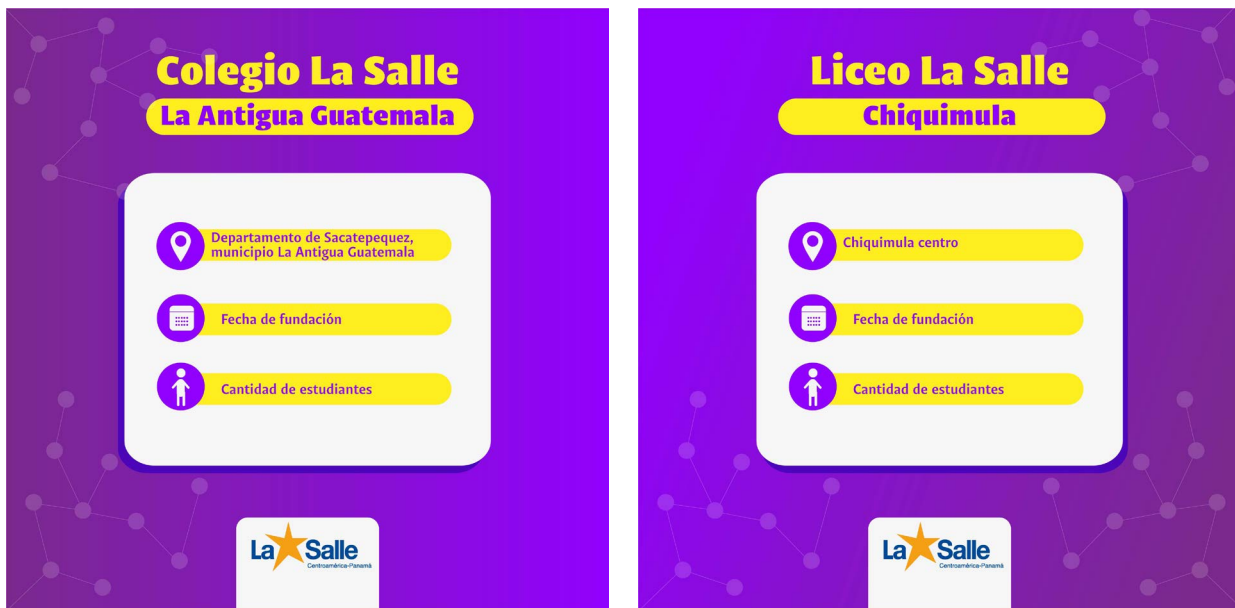 Colegio La Salle
La Antigua Guatemala
Departamento de Sacatepequez,
municipio La Antigua Guatemala
Fecha de fundación
Cantidad de estudiantes
La Salle
Centroamérica-Panamá
Liceo La Salle
Chiquimula
Chiquimula centro
Fecha de fundación
Cantidad de estudiantes
La Salle
Centroamérica-Panamá